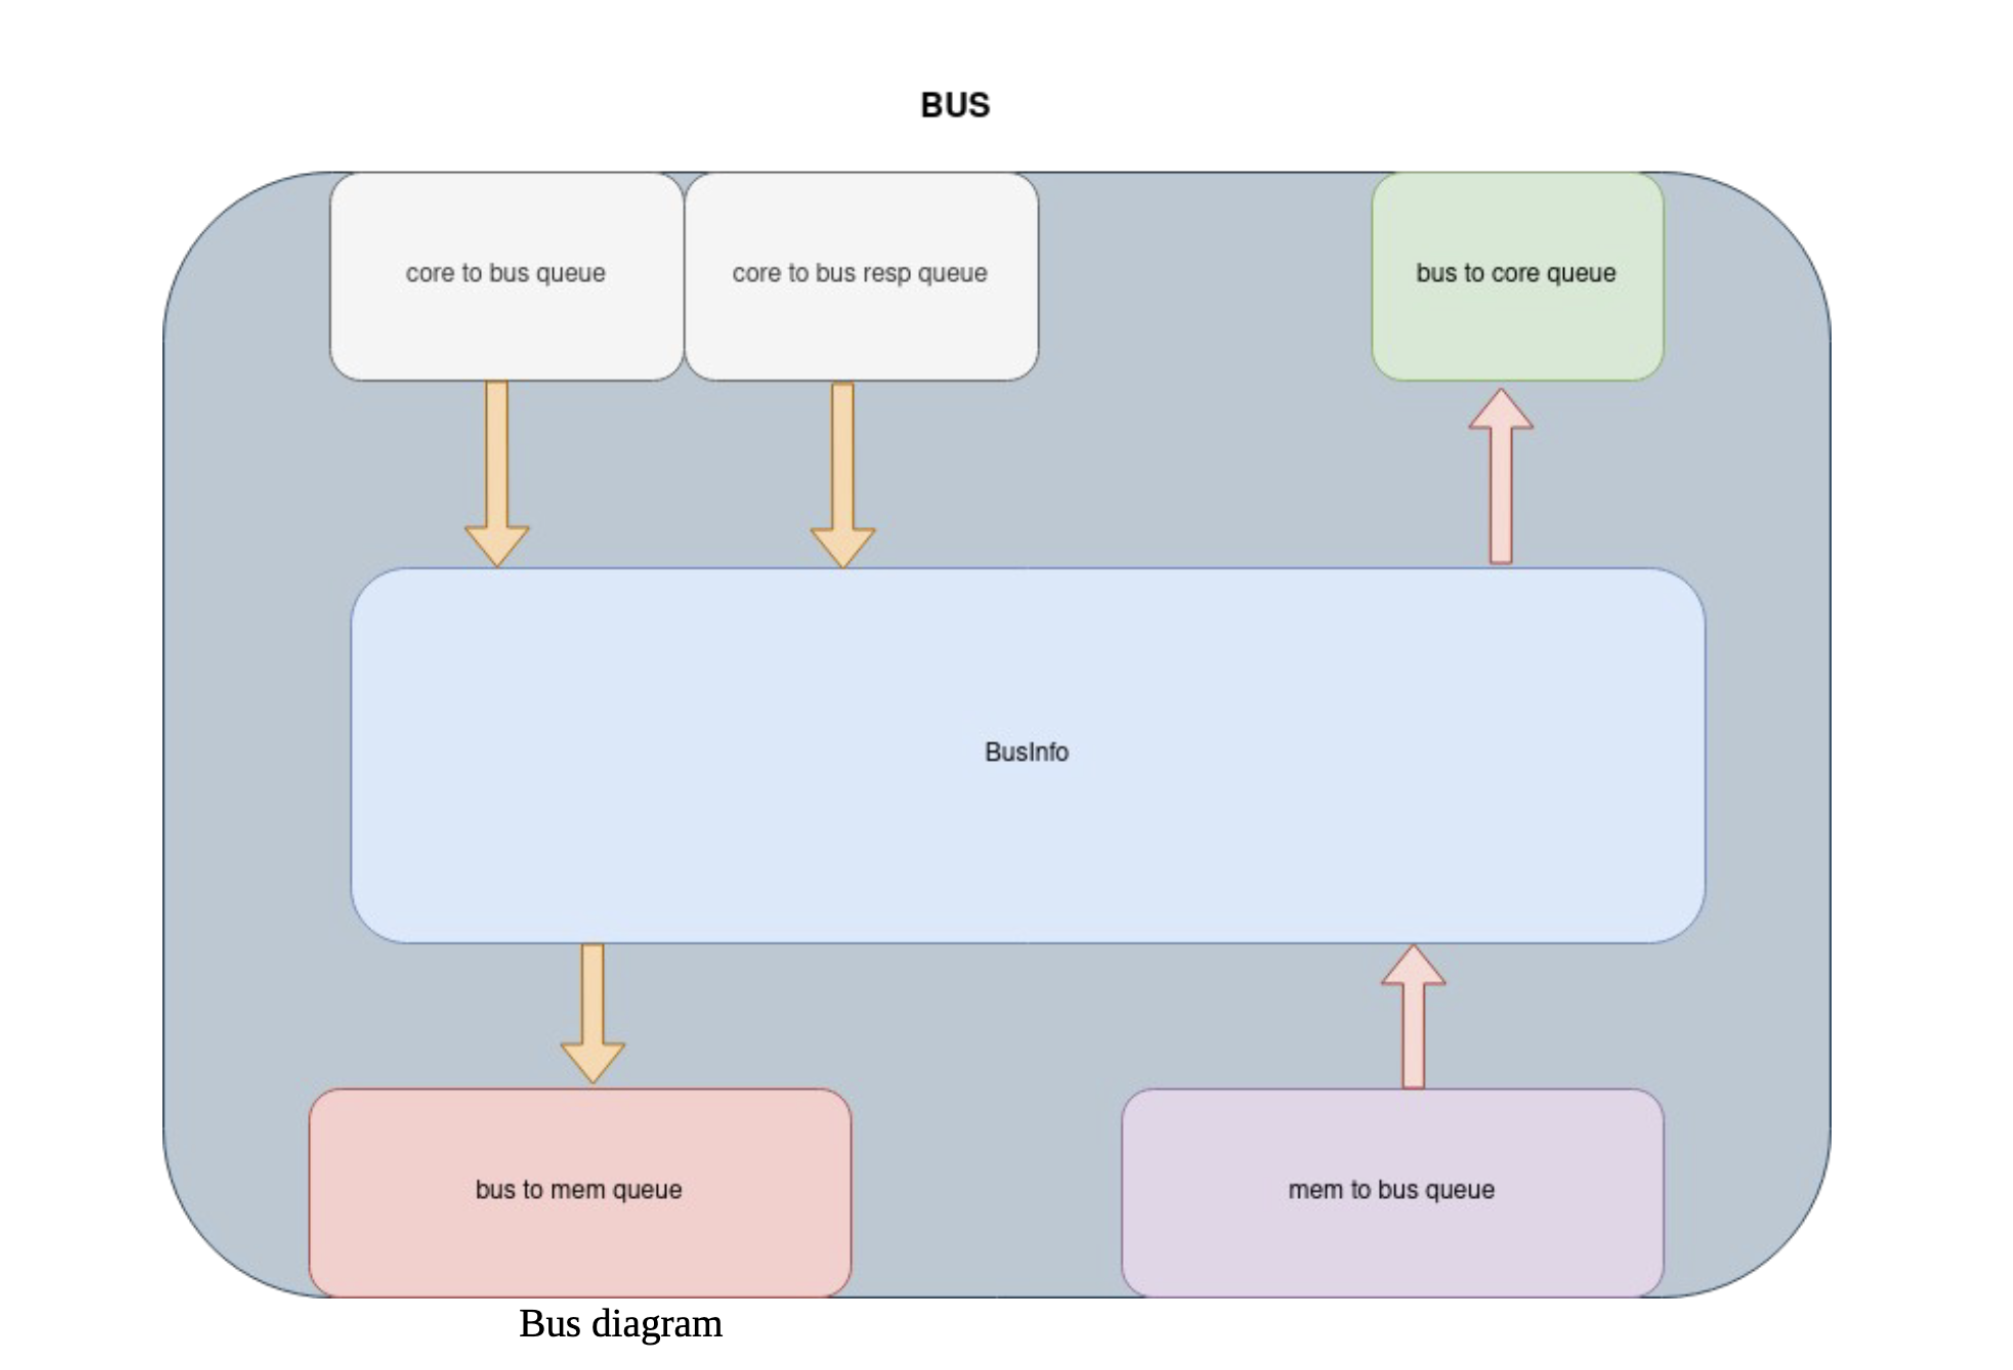 BUS
core to bus queue
core to bus resp queue
bus to core queue
BusInfo
bus to mem queue
mem to bus queue
Bus diagram